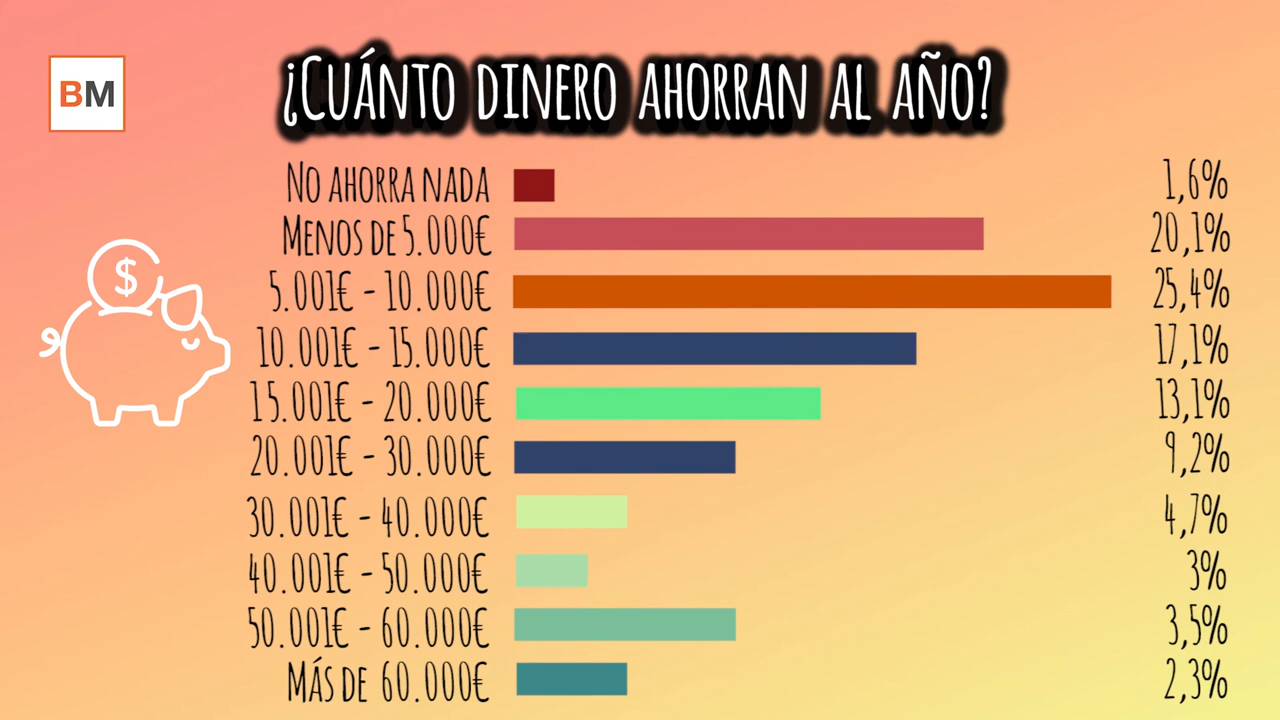 BM
¿Cuánto dinero ahorran al año?
No ahorra nada 1,6%
Menos de 5.000€ 20,1%
5.001€ - 10.000€ 25,4%
10.001€ - 15.000€ 17,1%
15.001€ - 20.000€ 13,1%
20.001€ - 30.000€ 9,2%
30.001€ - 40.000€ 4,7%
40.001€ - 50.000€ 3%
50.001€ - 60.000€ 3,5%
Más de 60.000€ 2,3%
$